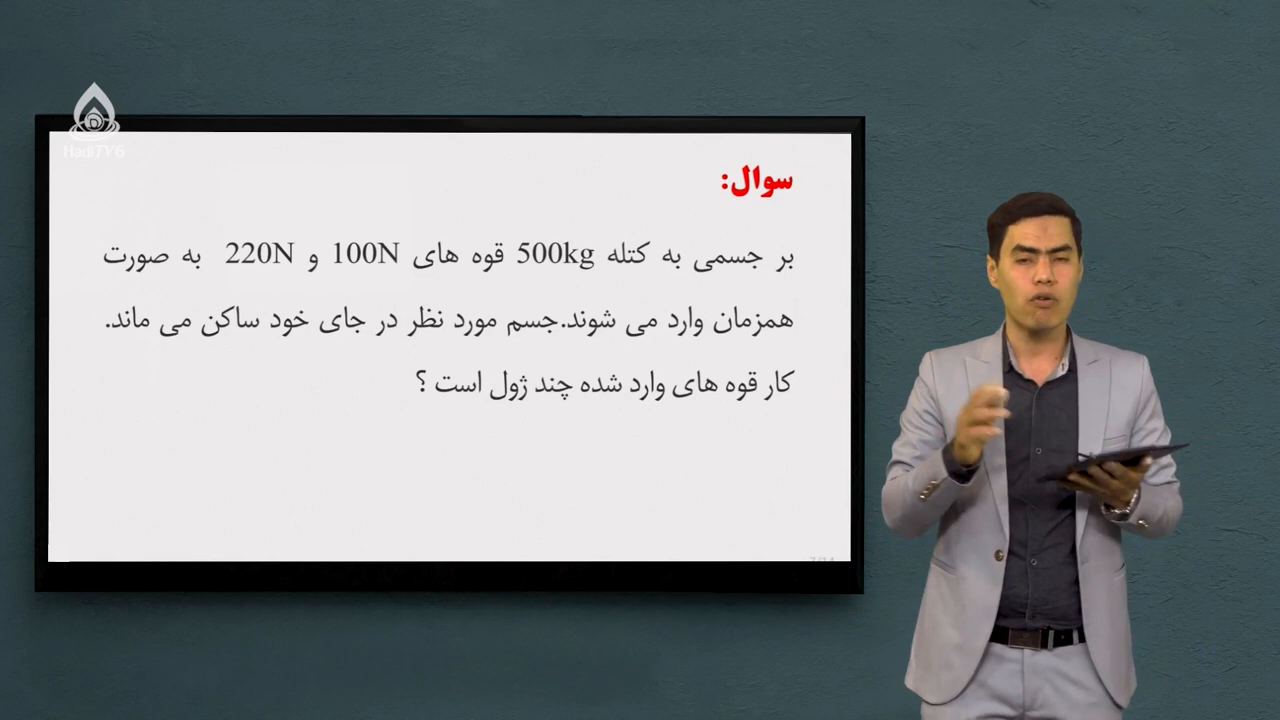 HadiTV6
سوال:
بر جسمی به کتله 500kg قوه های 100N و 220N به صورت
همزمان وارد می شوند.جسم مورد نظر در جای خود ساکن می ماند.
کار قوه های وارد شده چند ژول است ؟